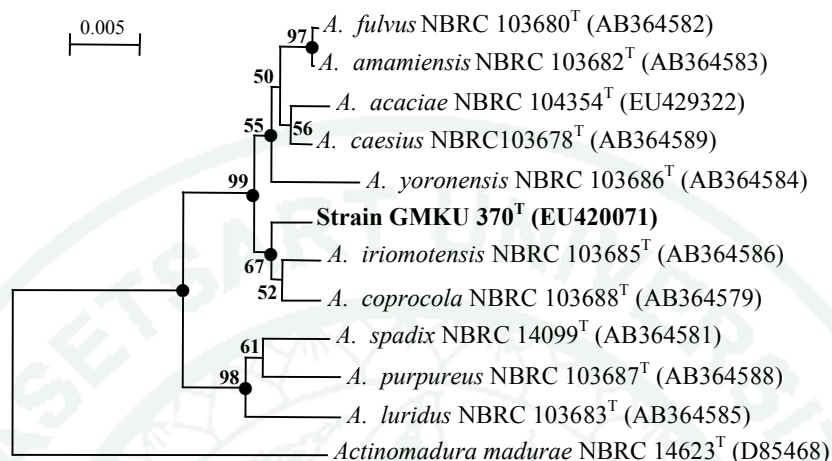 0.005
97
A. fulvus NBRC 103680T (AB364582)
A. amamiensis NBRC 103682T (AB364583)
50
A. acaciae NBRC 104354T (EU429322)
56
55
A. caesius NBRC103678T (AB364589)
A. yoronensis NBRC 103686T (AB364584)
99
Strain GMKU 370T (EU420071)
A. iriomotensis NBRC 103685T (AB364586)
67
52
A. coprocola NBRC 103688T (AB364579)
A. spadix NBRC 14099T (AB364581)
61
A. purpureus NBRC 103687T (AB364588)
98
A. luridus NBRC 103683T (AB364585)
Actinomadura madurae NBRC 14623T (D85468)
KASETSART UNIVERSITY